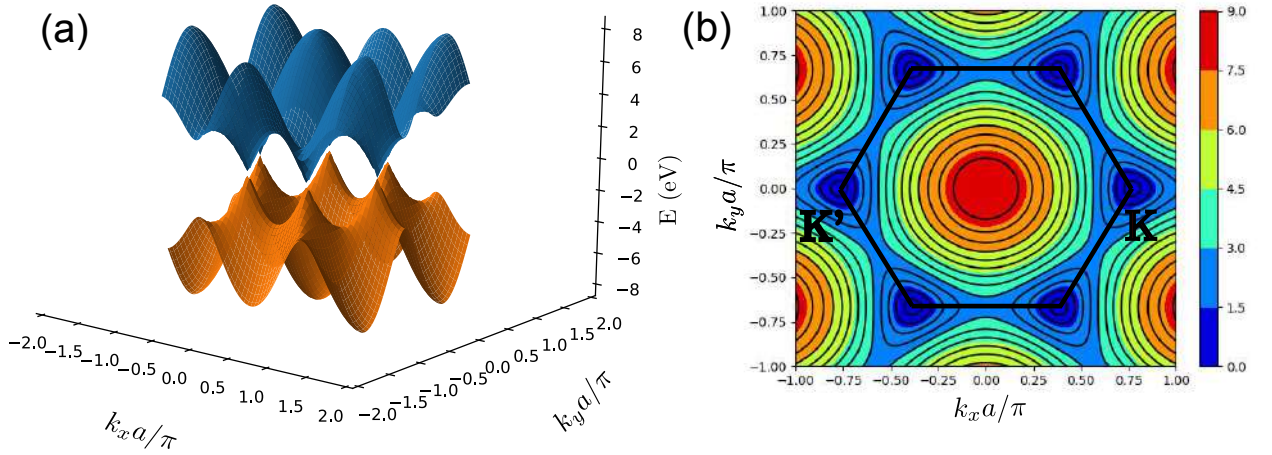 (a)
8
6
4
2
0
−2
−4
−6
−8
E (eV)
−2.0 −1.5 −1.0 −0.5 0.0 0.5 1.0 1.5 2.0
k_x a/π
−2.0 −1.5 −1.0 −0.5 0.0 0.5 1.0 1.5 2.0
k_y a/π
(b)
1.00
0.75
0.50
0.25
0.00
−0.25
−0.50
−0.75
−1.00
k_y a/π
K'
K
−1.00 −0.75 −0.50 −0.25 0.00 0.25 0.50 0.75 1.00
k_x a/π
9.0
7.5
6.0
4.5
3.0
1.5
0.0